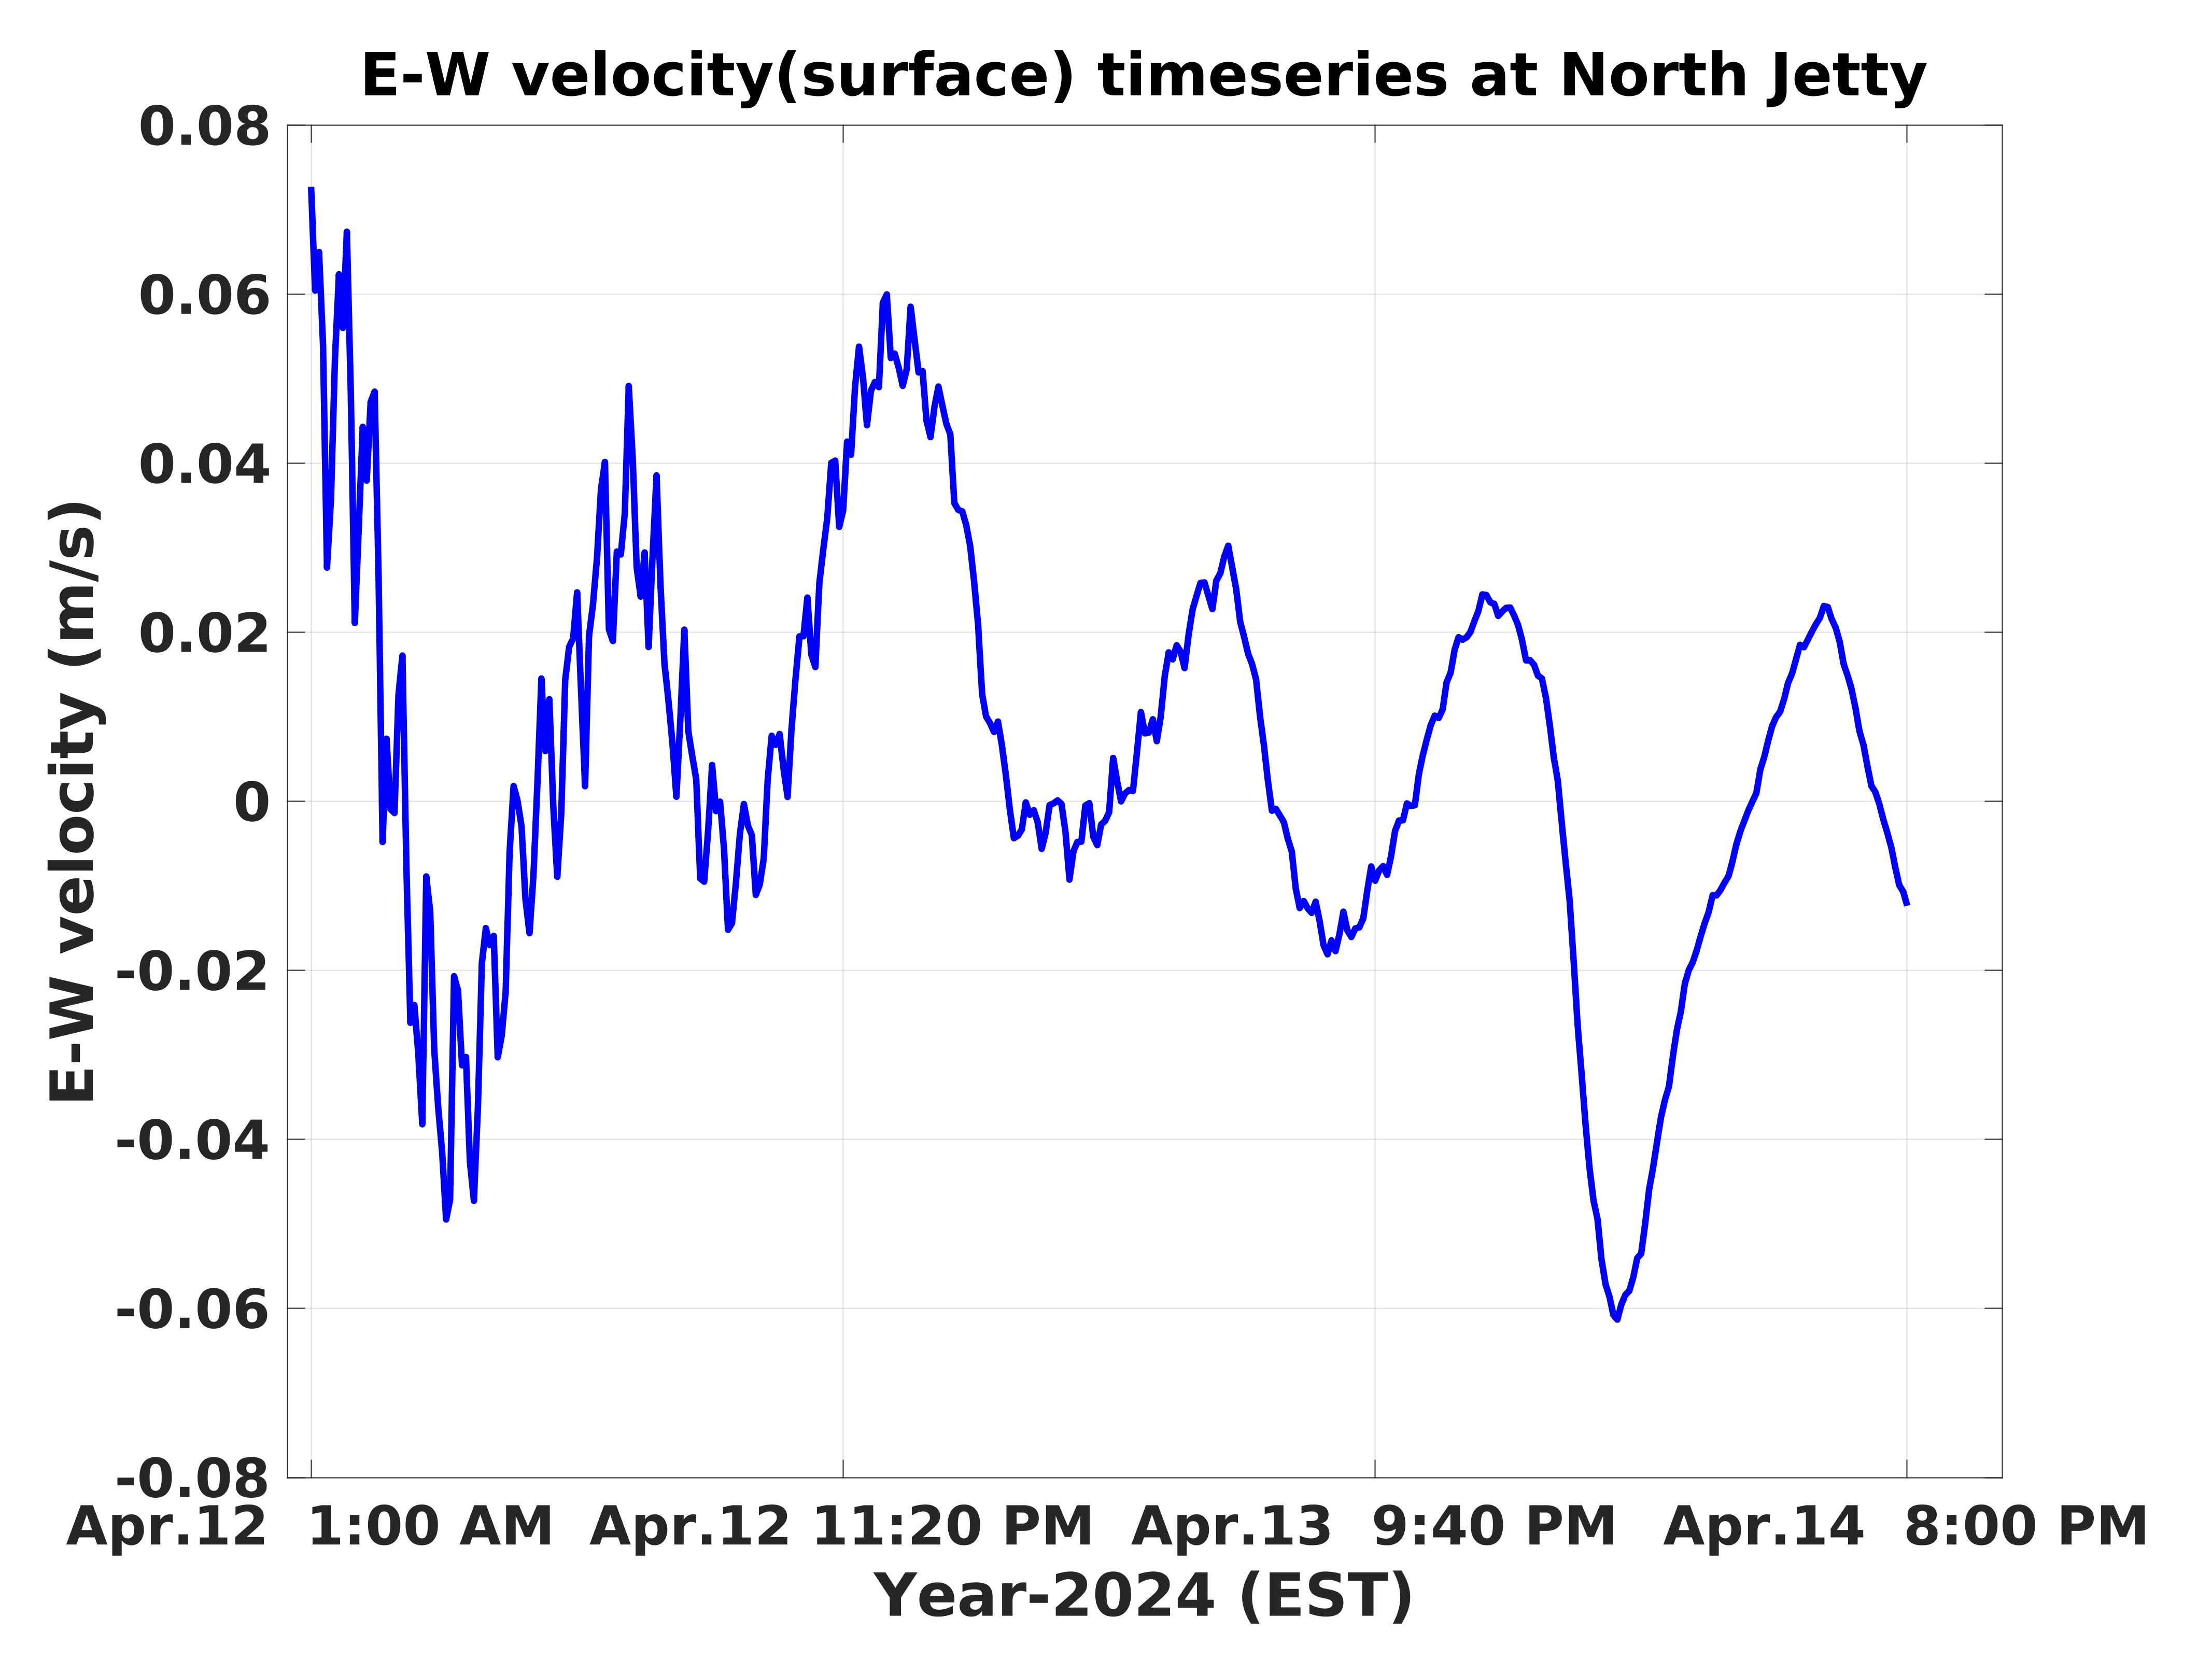 E-W velocity(surface) timeseries at North Jetty
0.08
0.06
0.04
0.02
0
-0.02
-0.04
-0.06
-0.08
E-W velocity (m/s)
Apr.12 1:00 AM Apr.12 11:20 PM Apr.13 9:40 PM Apr.14 8:00 PM
Year-2024 (EST)